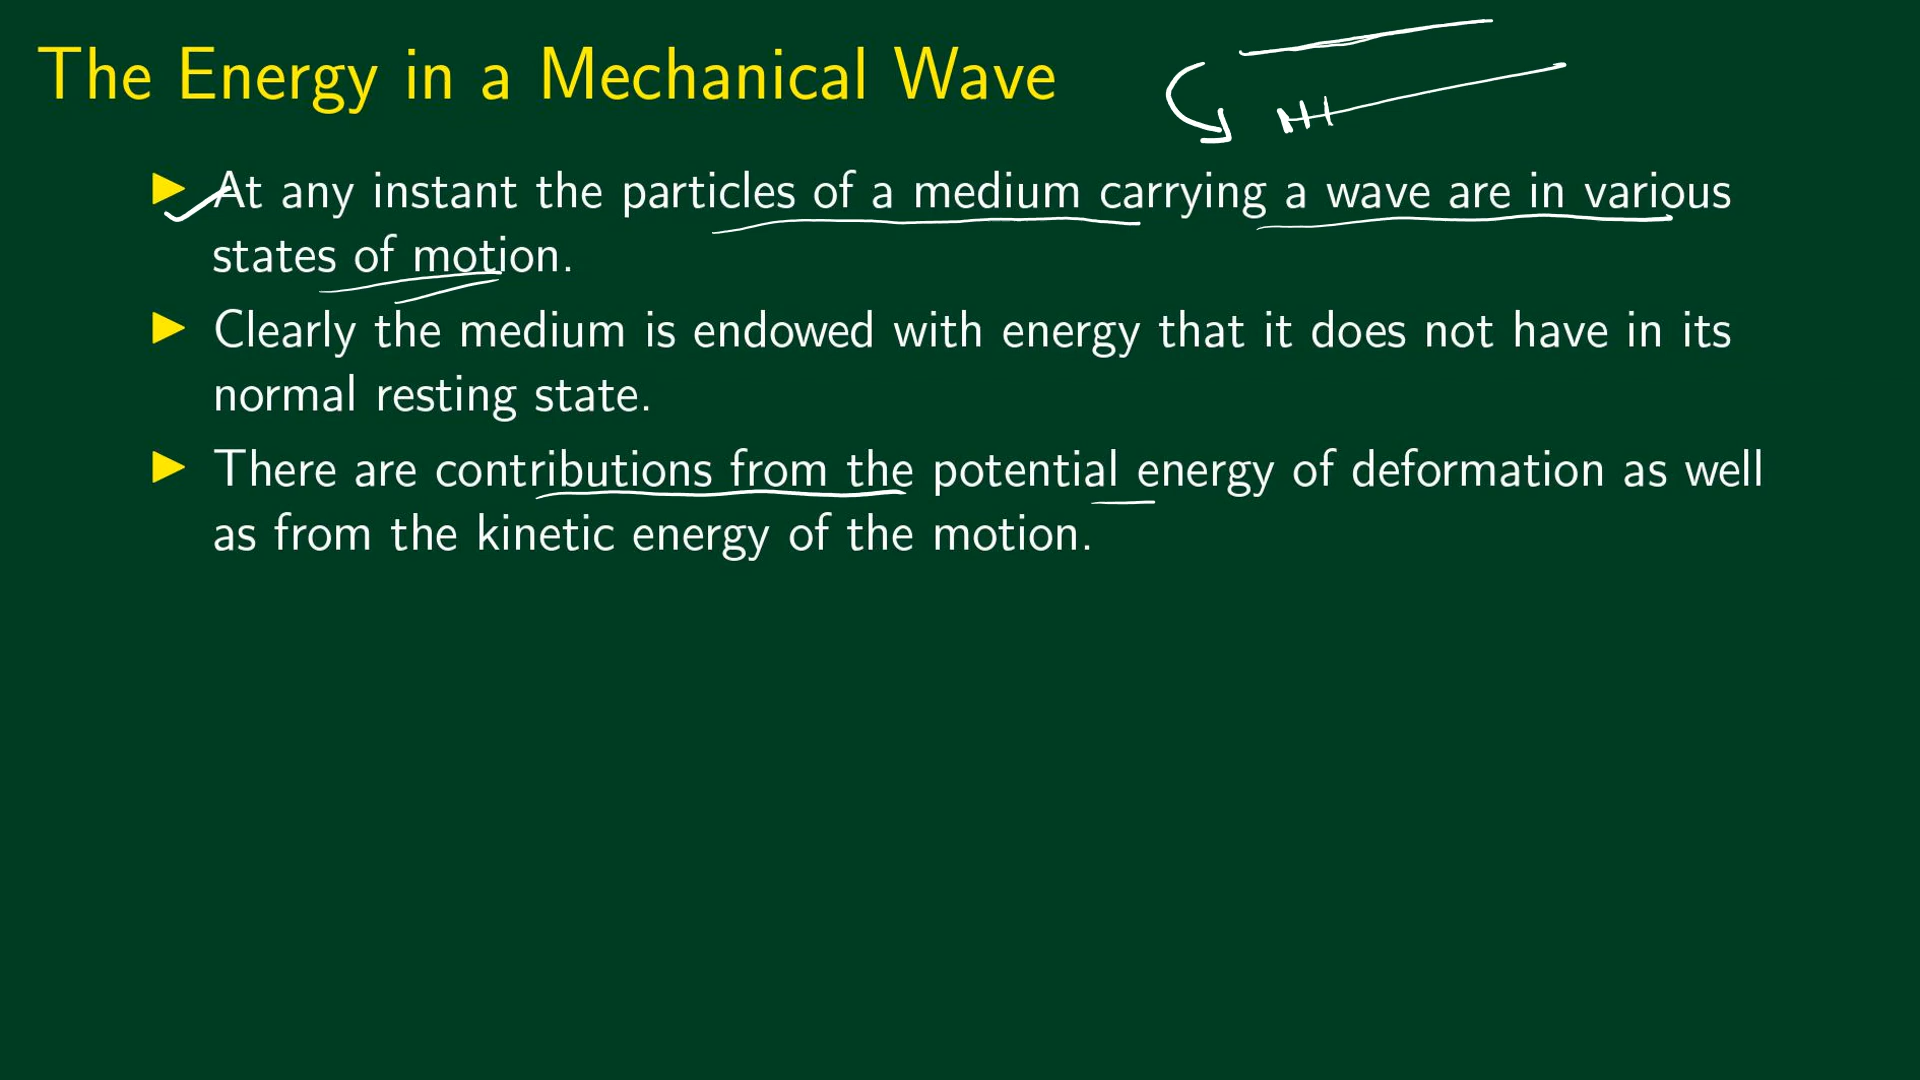 The Energy in a Mechanical Wave
At any instant the particles of a medium carrying a wave are in various
states of motion.
Clearly the medium is endowed with energy that it does not have in its
normal resting state.
There are contributions from the potential energy of deformation as well
as from the kinetic energy of the motion.